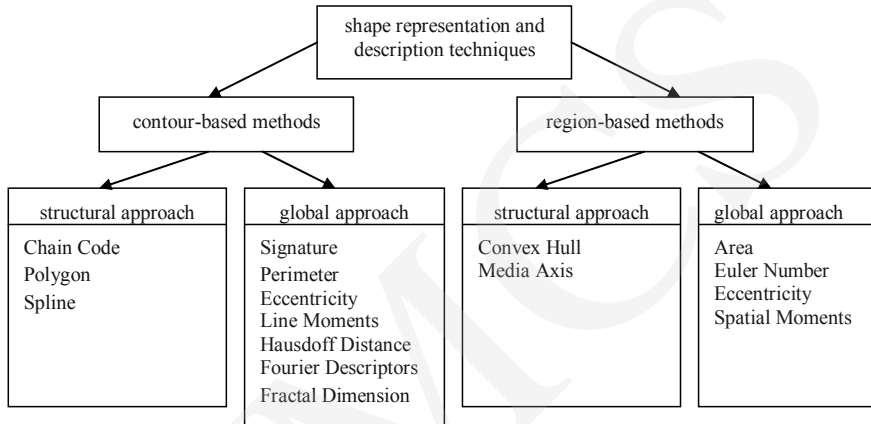 shape representation and
description techniques
contour-based methods
region-based methods
structural approach
Chain Code
Polygon
Spline
global approach
Signature
Perimeter
Eccentricity
Line Moments
Hausdoff Distance
Fourier Descriptors
Fractal Dimension
structural approach
Convex Hull
Media Axis
global approach
Area
Euler Number
Eccentricity
Spatial Moments